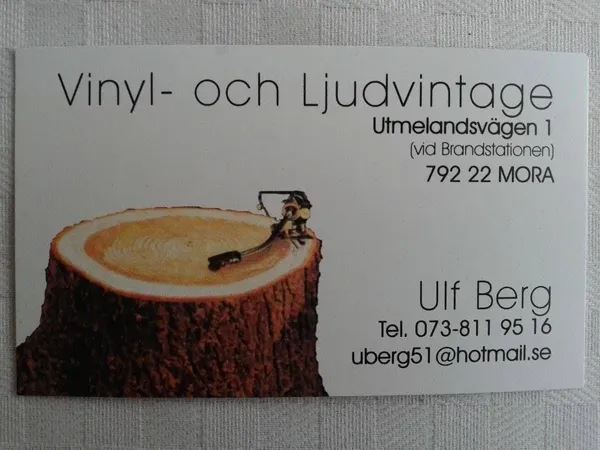 Vinyl- och Ljudvintage
Utmelandsvägen 1
(vid Brandstationen)
792 22 MORA
Ulf Berg
Tel. 073-811 95 16
uberg51@hotmail.se